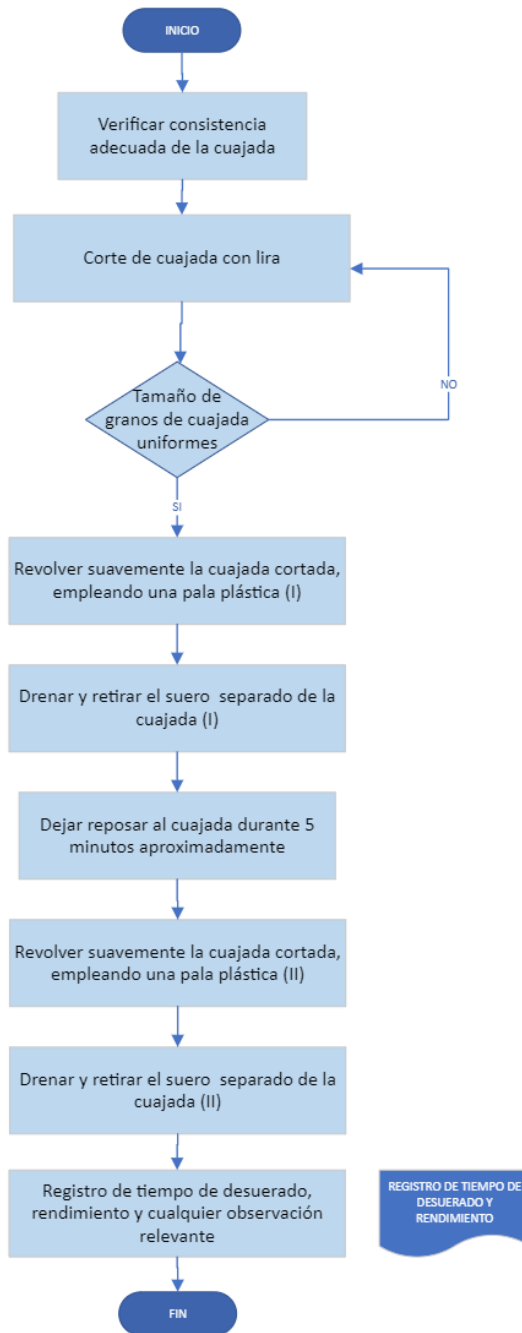 INICIO
Verificar consistencia
adecuada de la cuajada
Corte de cuajada con lira
Tamaño de
granos de cuajada
uniformes
NO
SI
Revolver suavemente la cuajada cortada,
empleando una pala plástica (I)
Drenar y retirar el suero separado de la
cuajada (I)
Dejar reposar al cuajada durante 5
minutos aproximadamente
Revolver suavemente la cuajada cortada,
empleando una pala plástica (II)
Drenar y retirar el suero separado de la
cuajada (II)
Registro de tiempo de desuerado,
rendimiento y cualquier observación
relevante
REGISTRO DE TIEMPO DE
DESUERADO Y
RENDIMIENTO
FIN